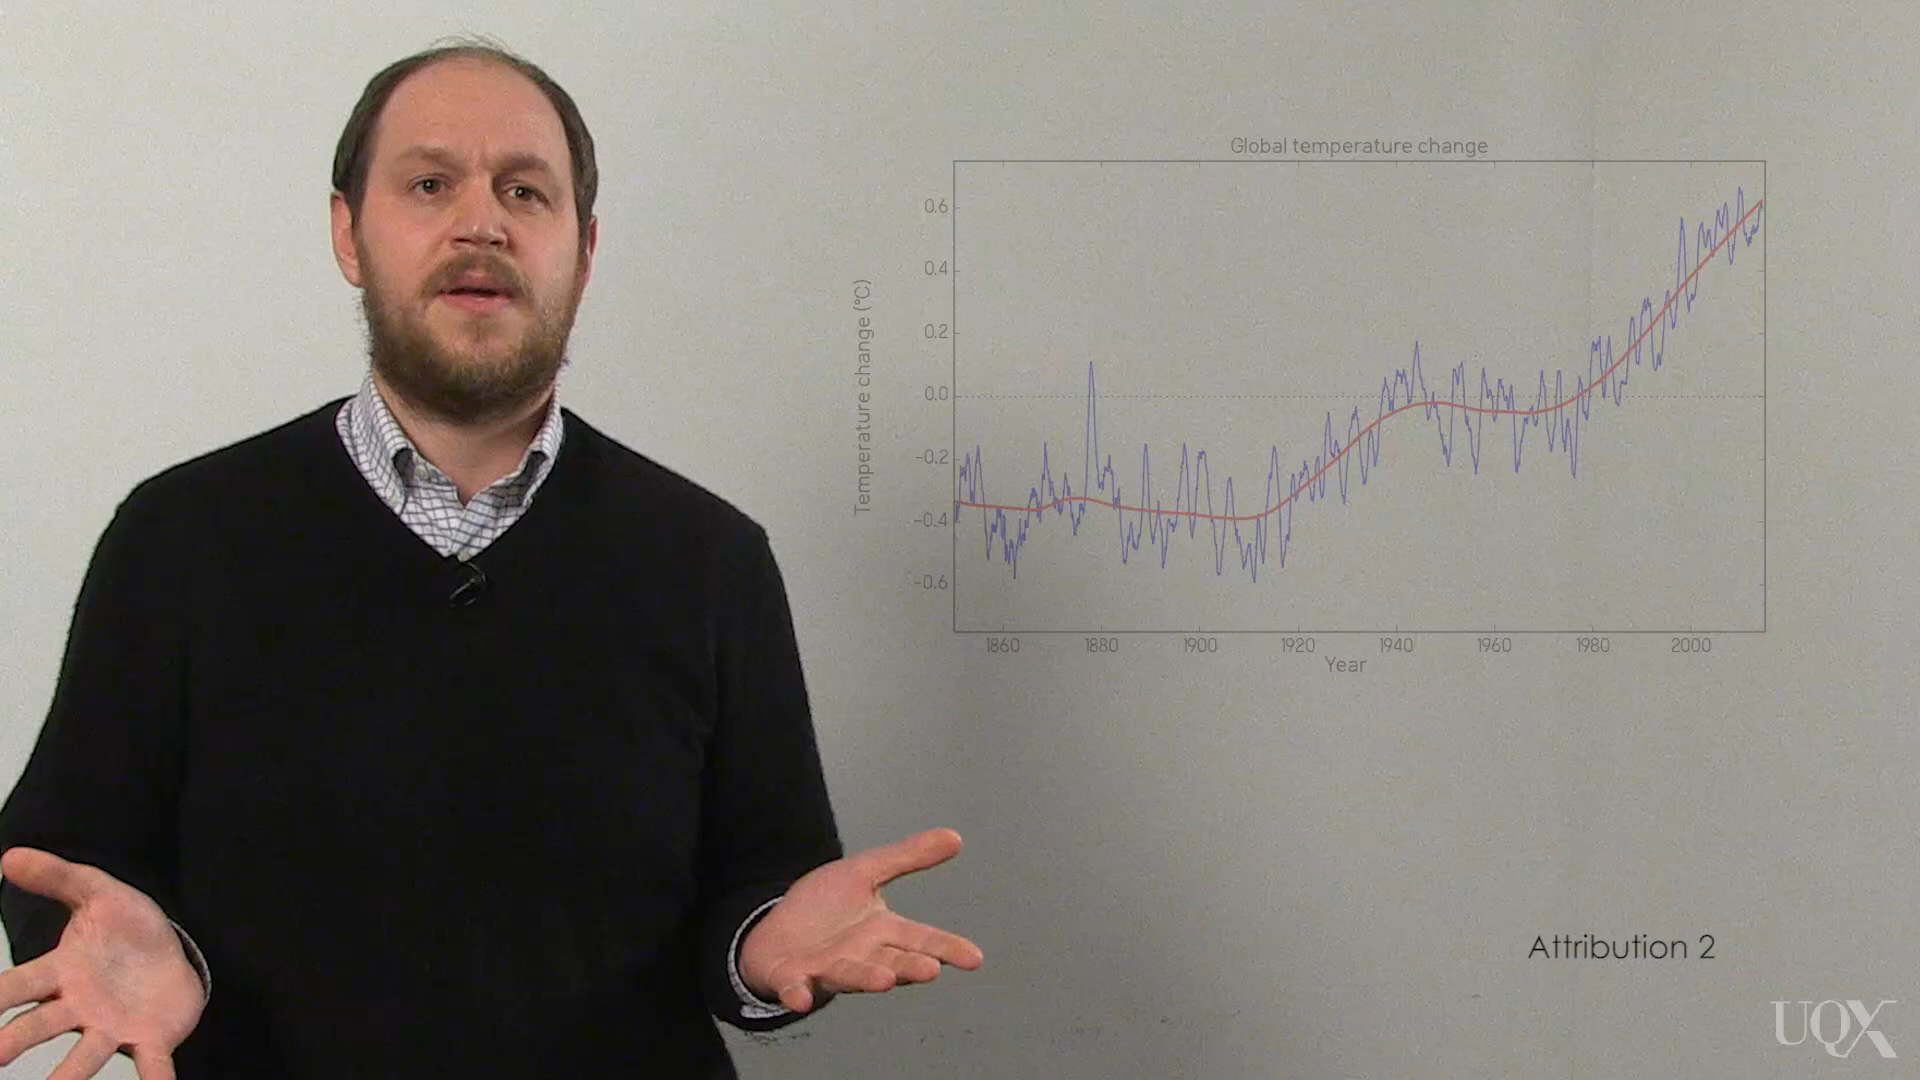 Global temperature change
Temperature change (°C)
0.6
0.4
0.2
0.0
-0.2
-0.4
-0.6
1860 1880 1900 1920 1940 1960 1980 2000
Year
Attribution 2
UQX